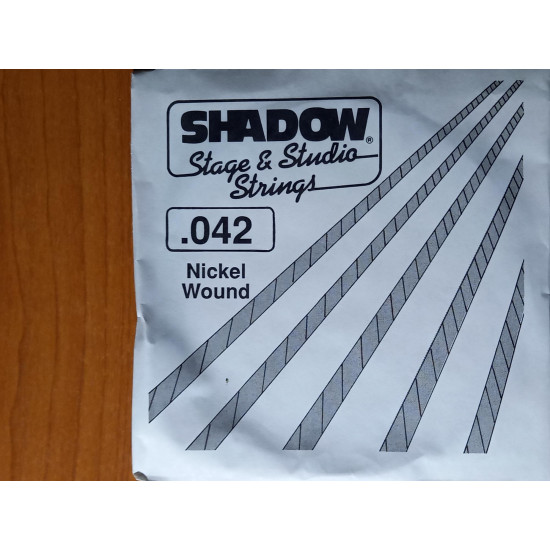 SHADOW®
Stage & Studio
Strings
.042
Nickel
Wound